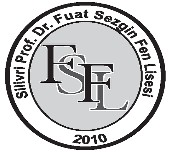 Silivri Prof. Dr. Fuat Sezgin Fen Lisesi
FSFL
2010